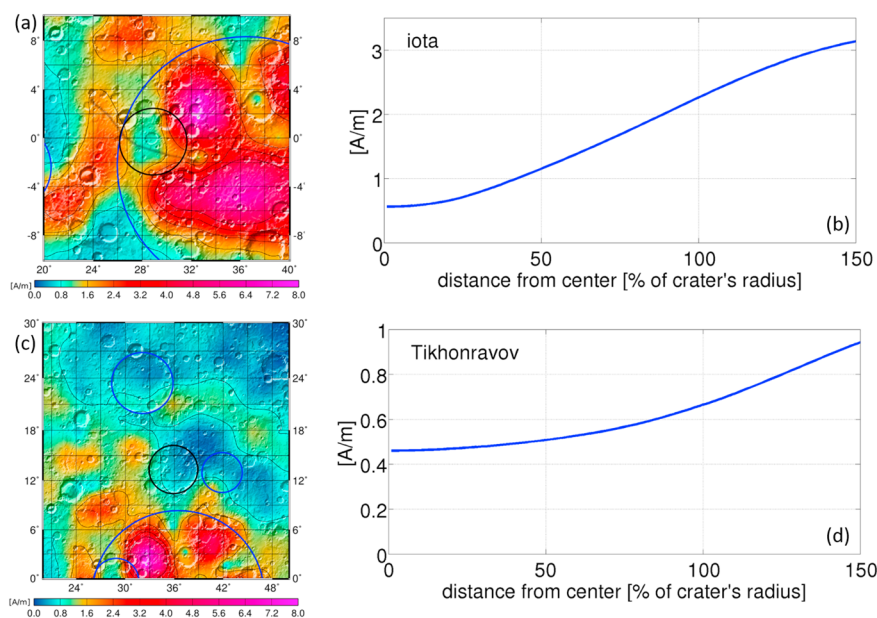 (a)
8°
4°
0°
-4°
-8°
8°
4°
0°
-4°
-8°
20° 24° 28° 32° 36° 40°
[A/m]
0.0 0.8 1.6 2.4 3.2 4.0 4.8 5.6 6.4 7.2 8.0
iota
3
2
1
0
[A/m]
(b)
0 50 100 150
distance from center [% of crater's radius]
(c)
30°
24°
18°
12°
6°
0°
30°
24°
18°
12°
6°
0°
24° 30° 36° 42° 48°
[A/m]
0.0 0.8 1.6 2.4 3.2 4.0 4.8 5.6 6.4 7.2 8.0
Tikhonravov
1
0.8
0.6
0.4
0.2
0
[A/m]
(d)
0 50 100 150
distance from center [% of crater's radius]